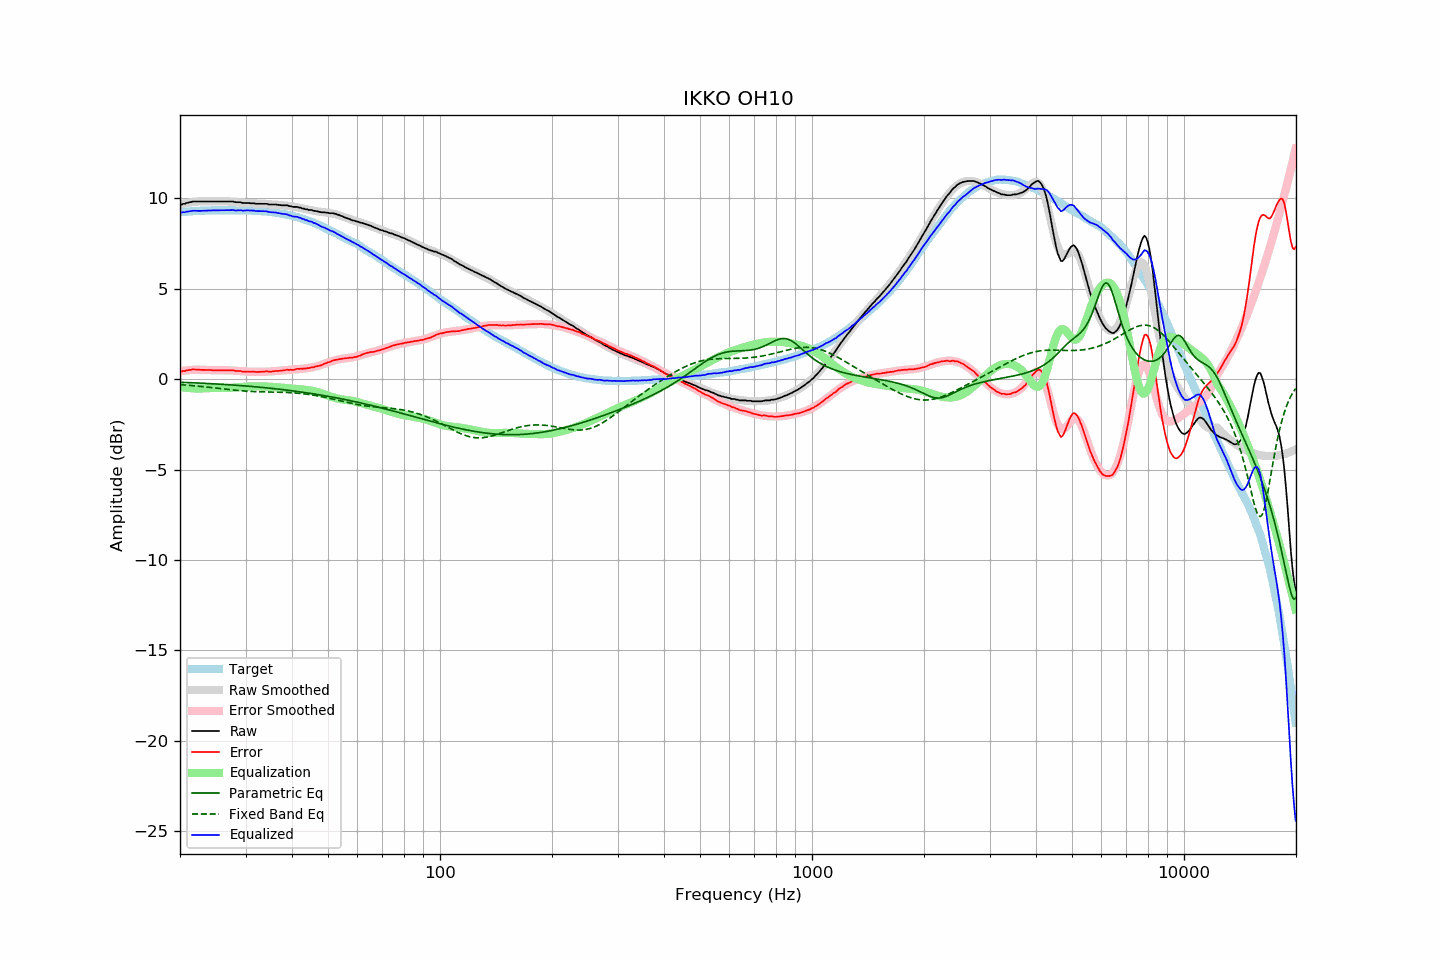 IKKO OH10
Amplitude (dBr)
10
5
0
−5
−10
−15
−20
−25
Target
Raw Smoothed
Error Smoothed
Raw
Error
Equalization
Parametric Eq
Fixed Band Eq
Equalized
100
1000
10000
Frequency (Hz)